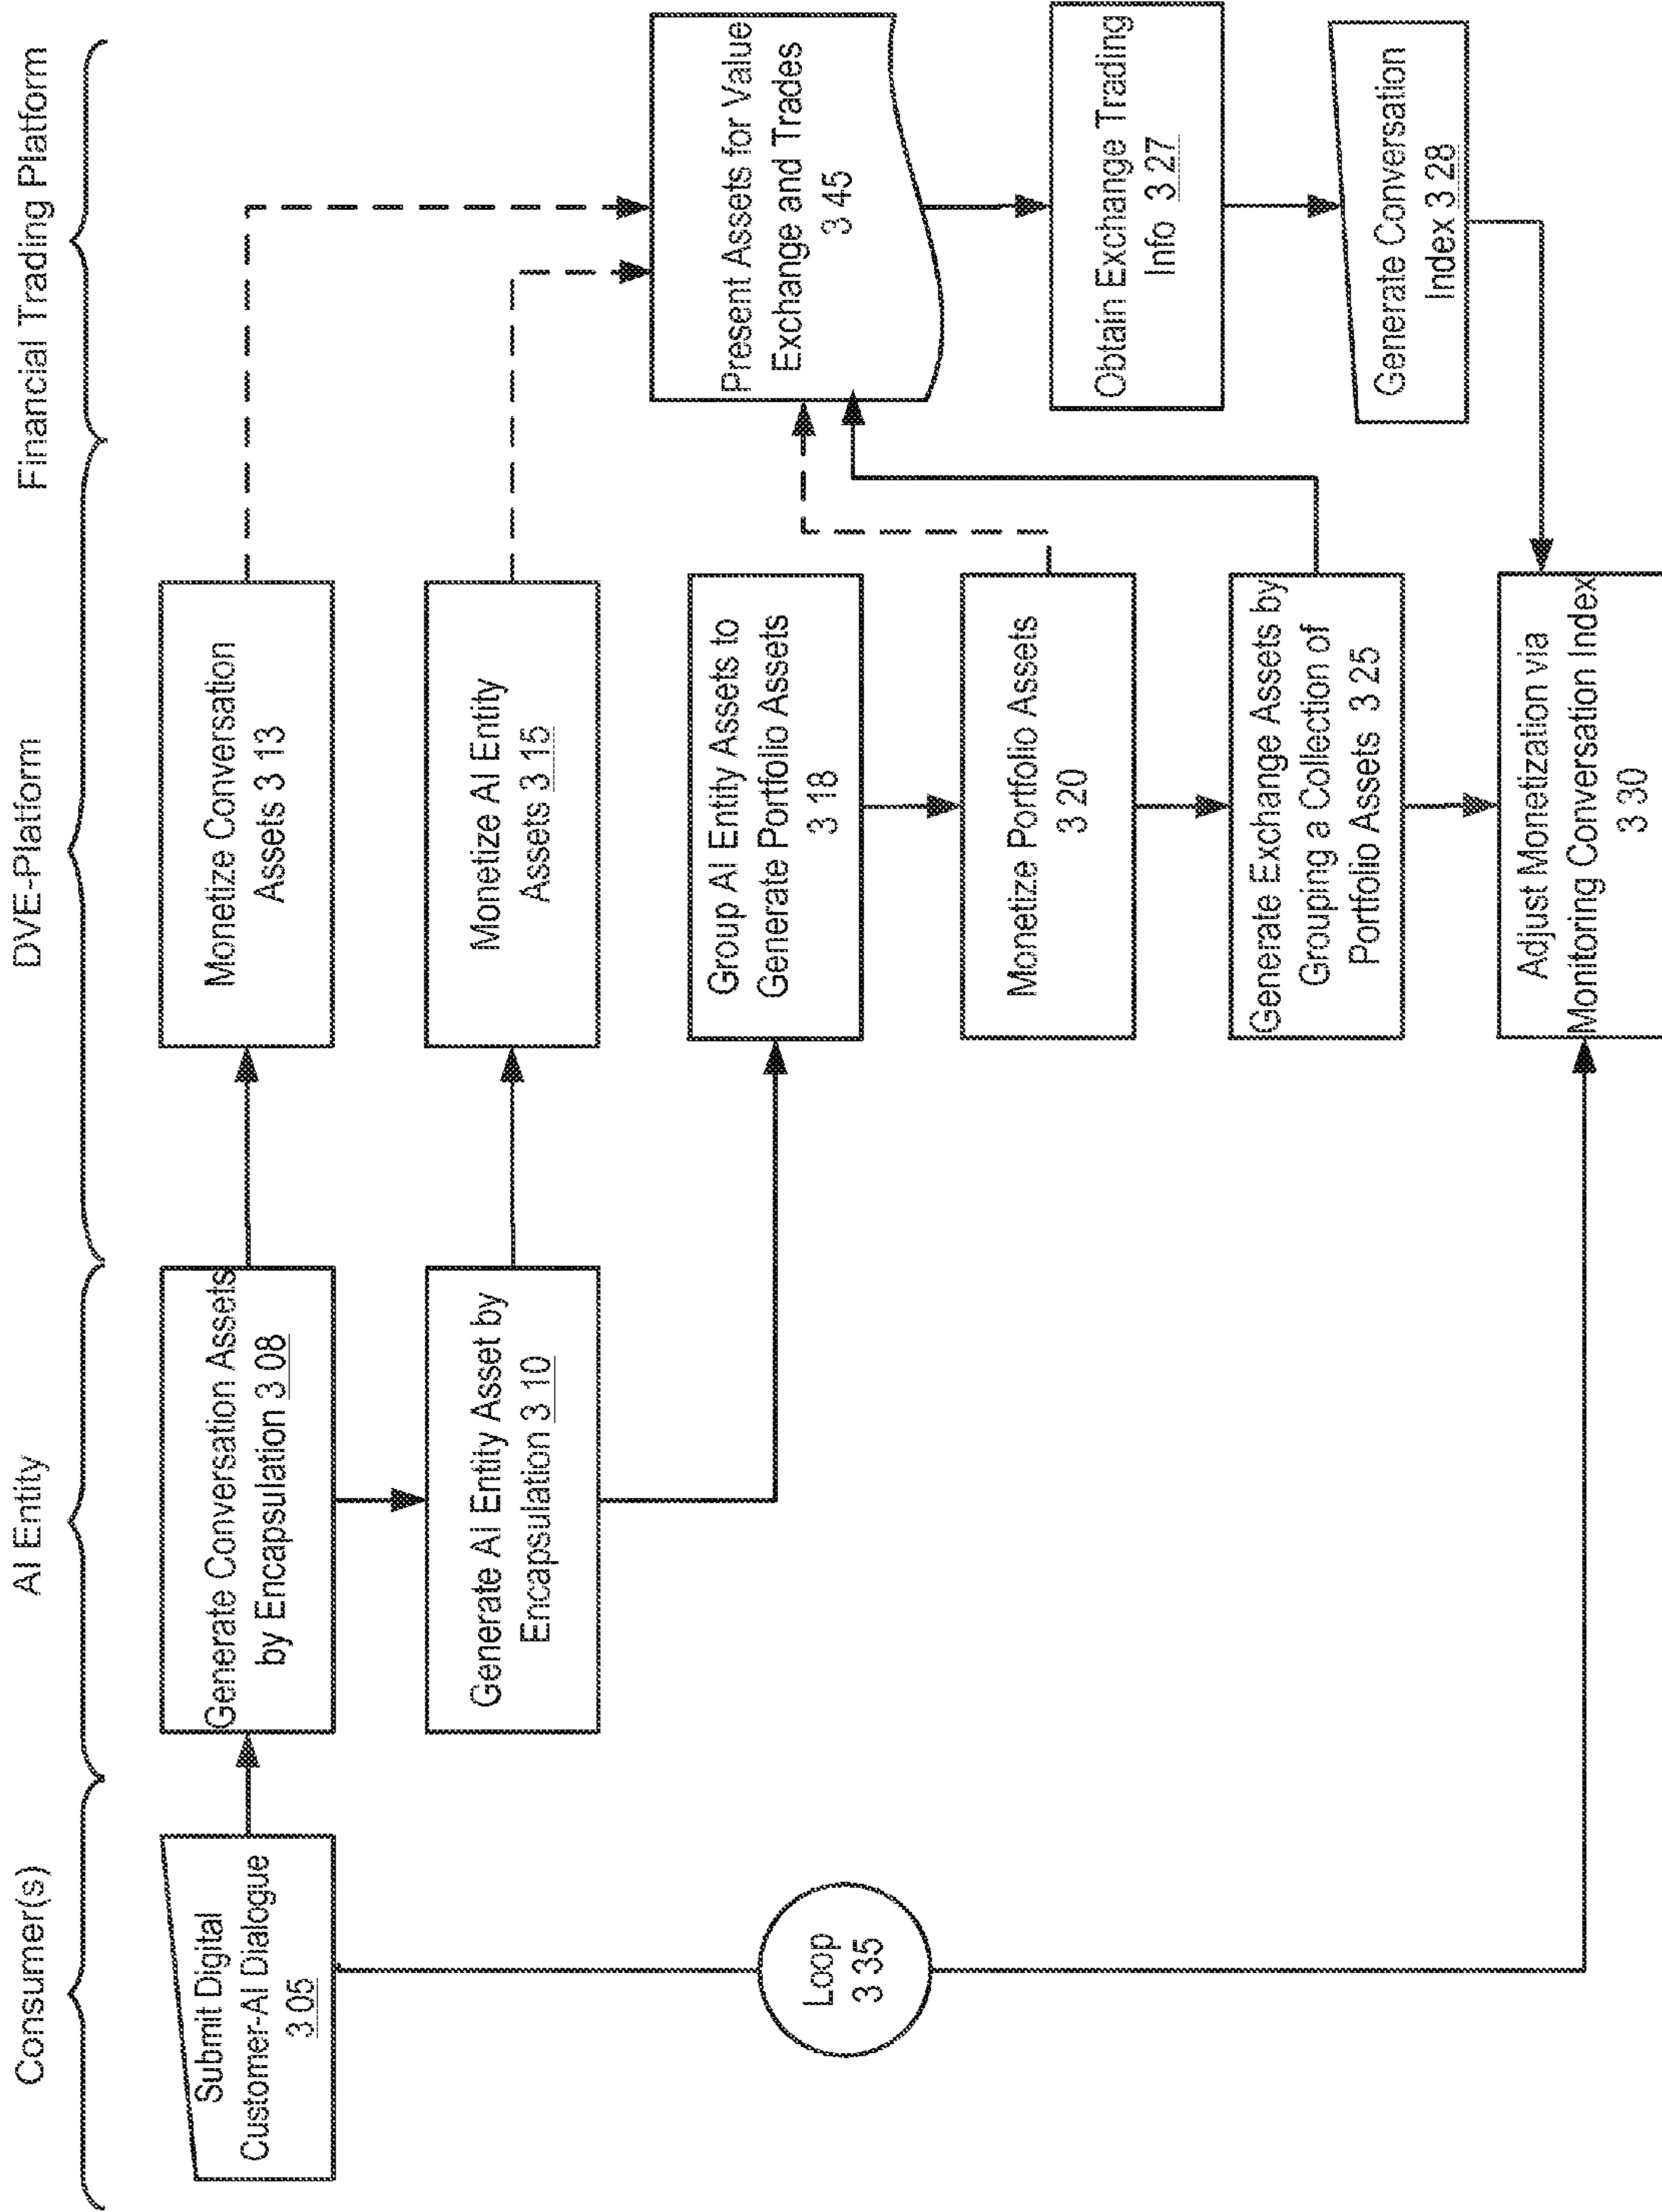 Consumer(s)
AI Entity
DVE-Platform
Financial Trading Platform
Submit Digital
Customer-AI Dialogue
3 05
Generate Conversation Assets
by Encapsulation 3 08
Monetize Conversation
Assets 3 13
Generate AI Entity Asset by
Encapsulation 3 10
Monetize AI Entity
Assets 3 15
Group AI Entity Assets to
Generate Portfolio Assets
3 18
Present Assets for Value
Exchange and Trades
3 45
Loop
3 35
Monetize Portfolio Assets
3 20
Obtain Exchange Trading
Info 3 27
Generate Exchange Assets by
Grouping a Collection of
Portfolio Assets 3 25
Generate Conversation
Index 3 28
Adjust Monetization via
Monitoring Conversation Index
3 30